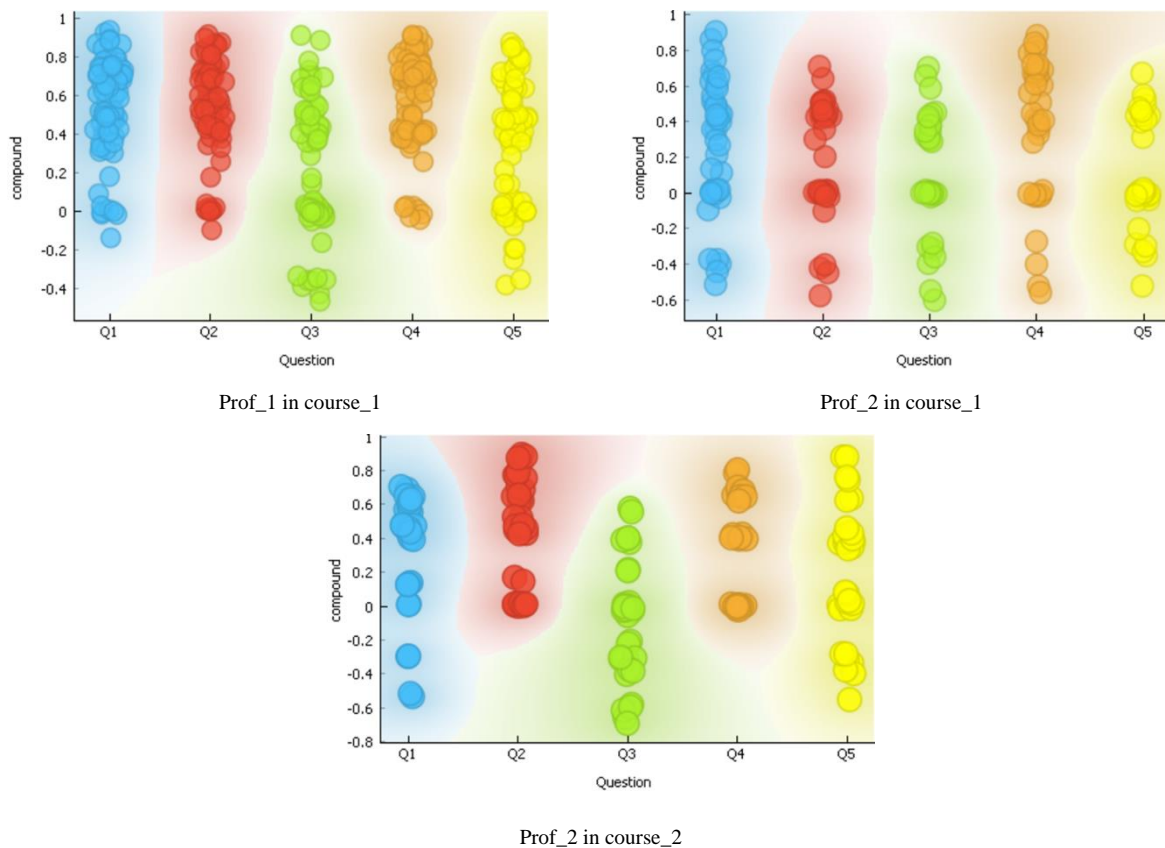 1
0.8
0.6
0.4
0.2
0
-0.2
-0.4
compound
Q1 Q2 Q3 Q4 Q5
Question
Prof_1 in course_1
1
0.8
0.6
0.4
0.2
0
-0.2
-0.4
-0.6
compound
Q1 Q2 Q3 Q4 Q5
Question
Prof_2 in course_1
1
0.8
0.6
0.4
0.2
0
-0.2
-0.4
-0.6
-0.8
compound
Q1 Q2 Q3 Q4 Q5
Question
Prof_2 in course_2